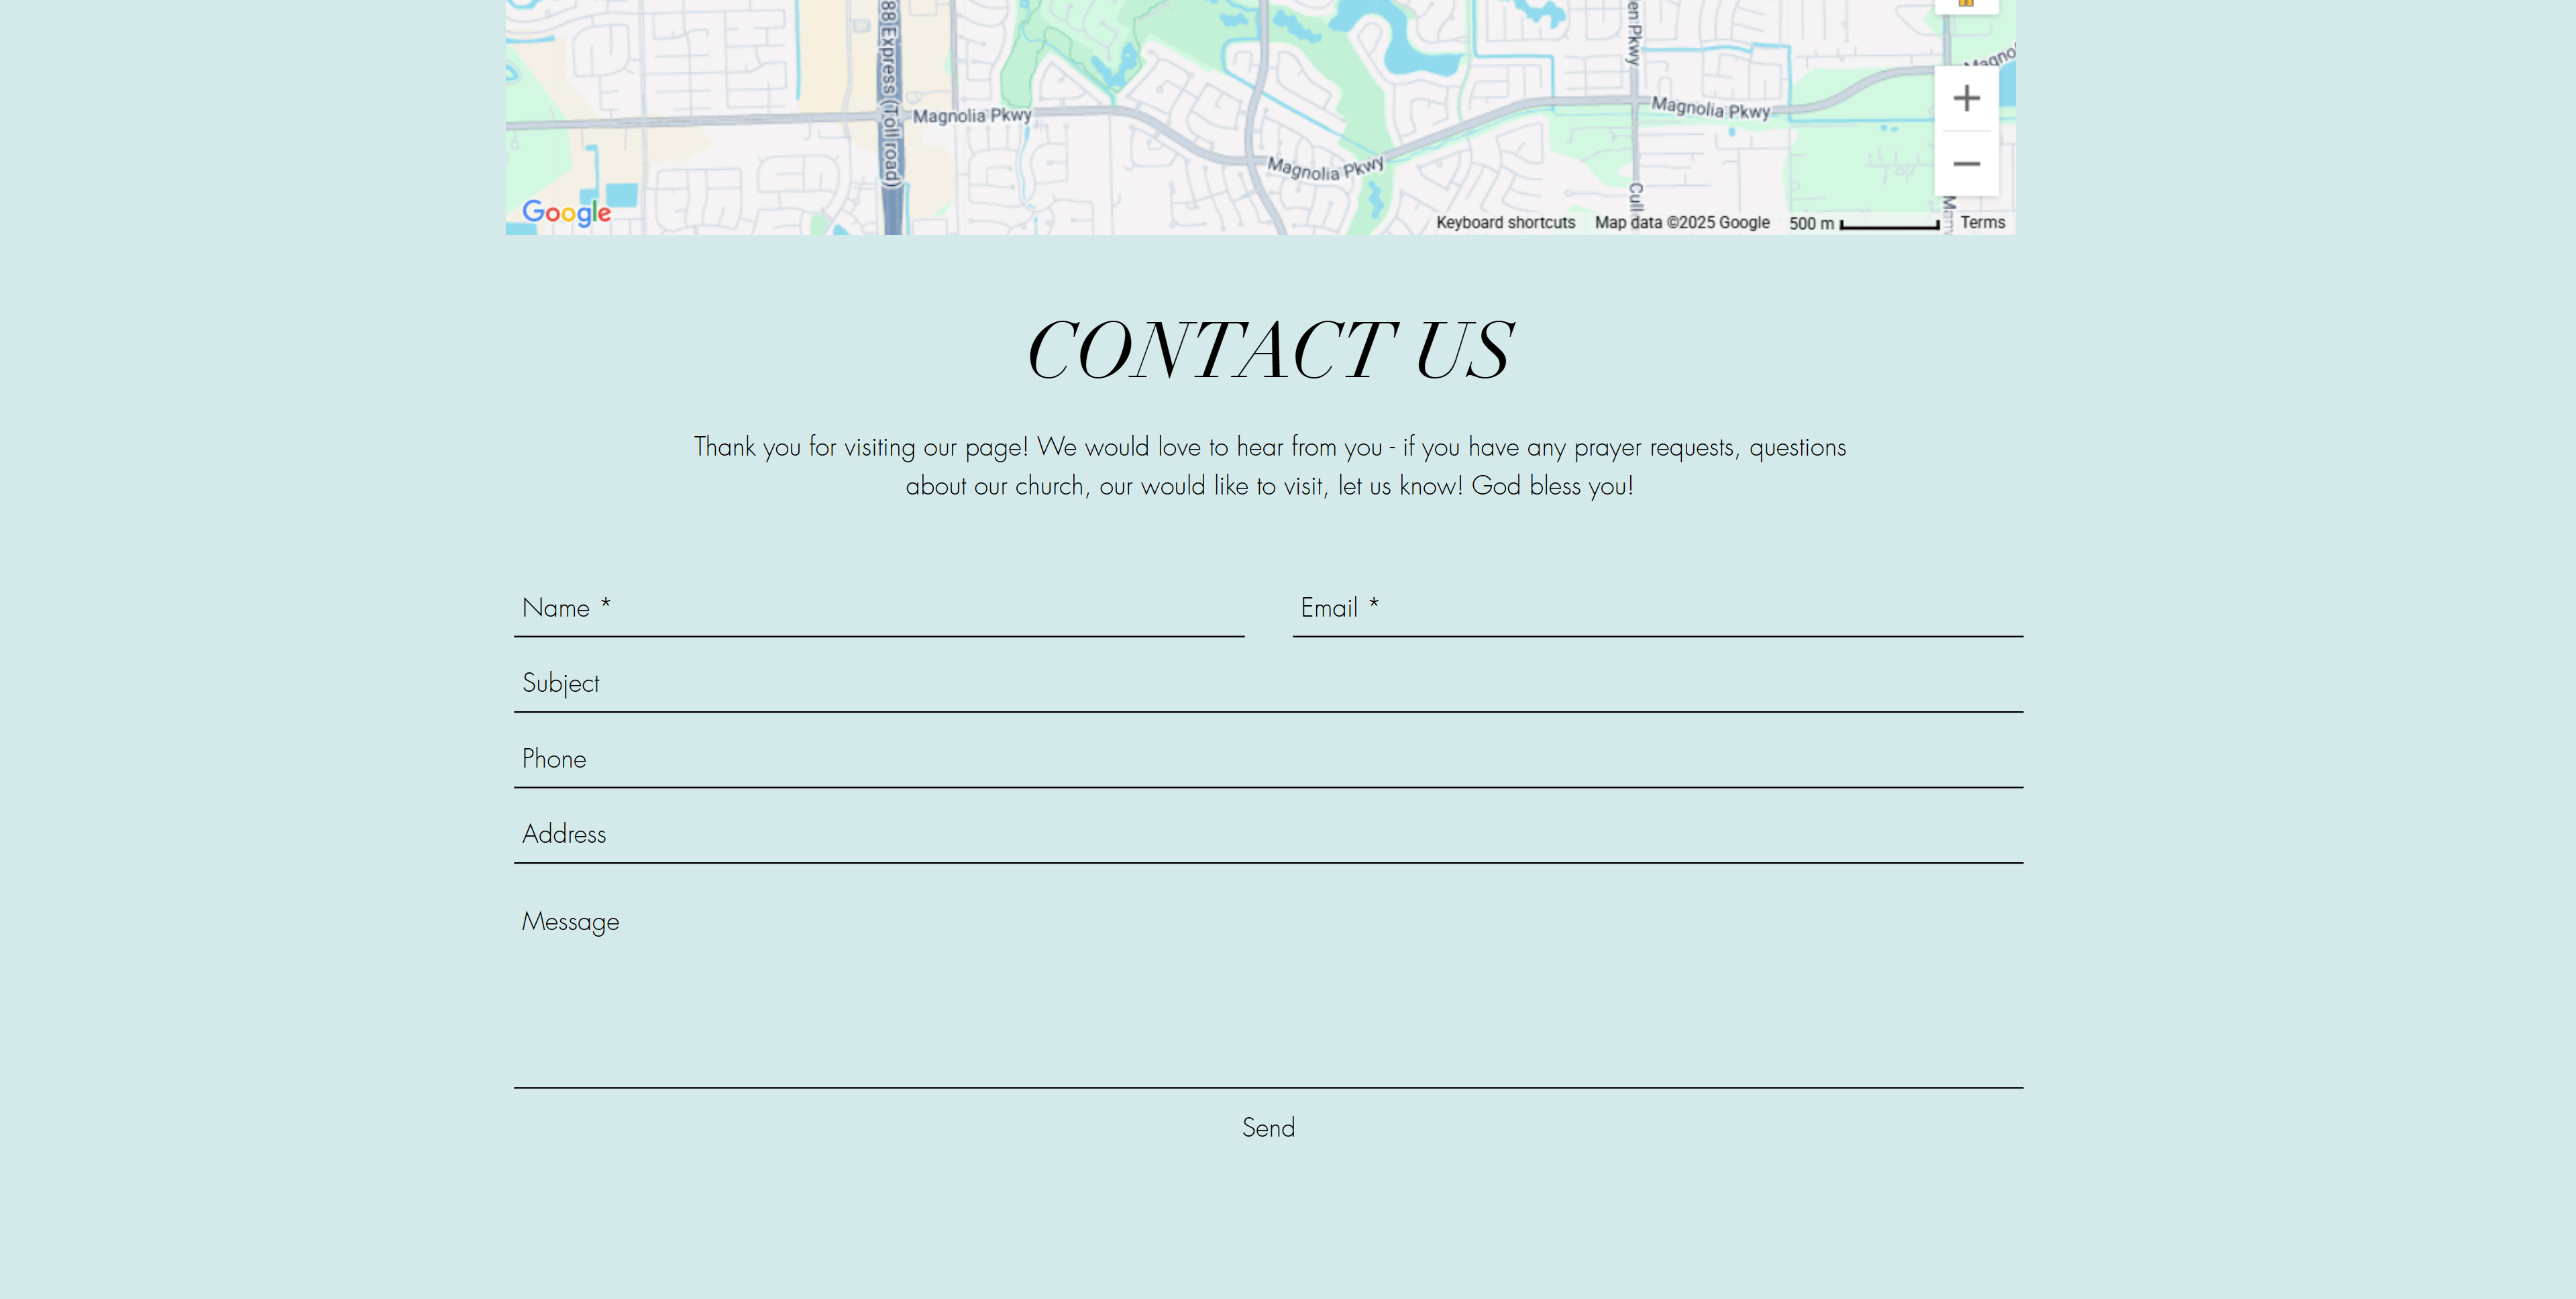 88 Express (Toll road)
en Pkwy
Magno
Magnolia Pkwy
Magnolia Pkwy
Magnolia Pkwy
Cull
Google
Keyboard shortcuts Map data ©2025 Google 500 m Terms
CONTACT US
Thank you for visiting our page! We would love to hear from you - if you have any prayer requests, questions
about our church, our would like to visit, let us know! God bless you!
Name * Email *
Subject
Phone
Address
Message
Send